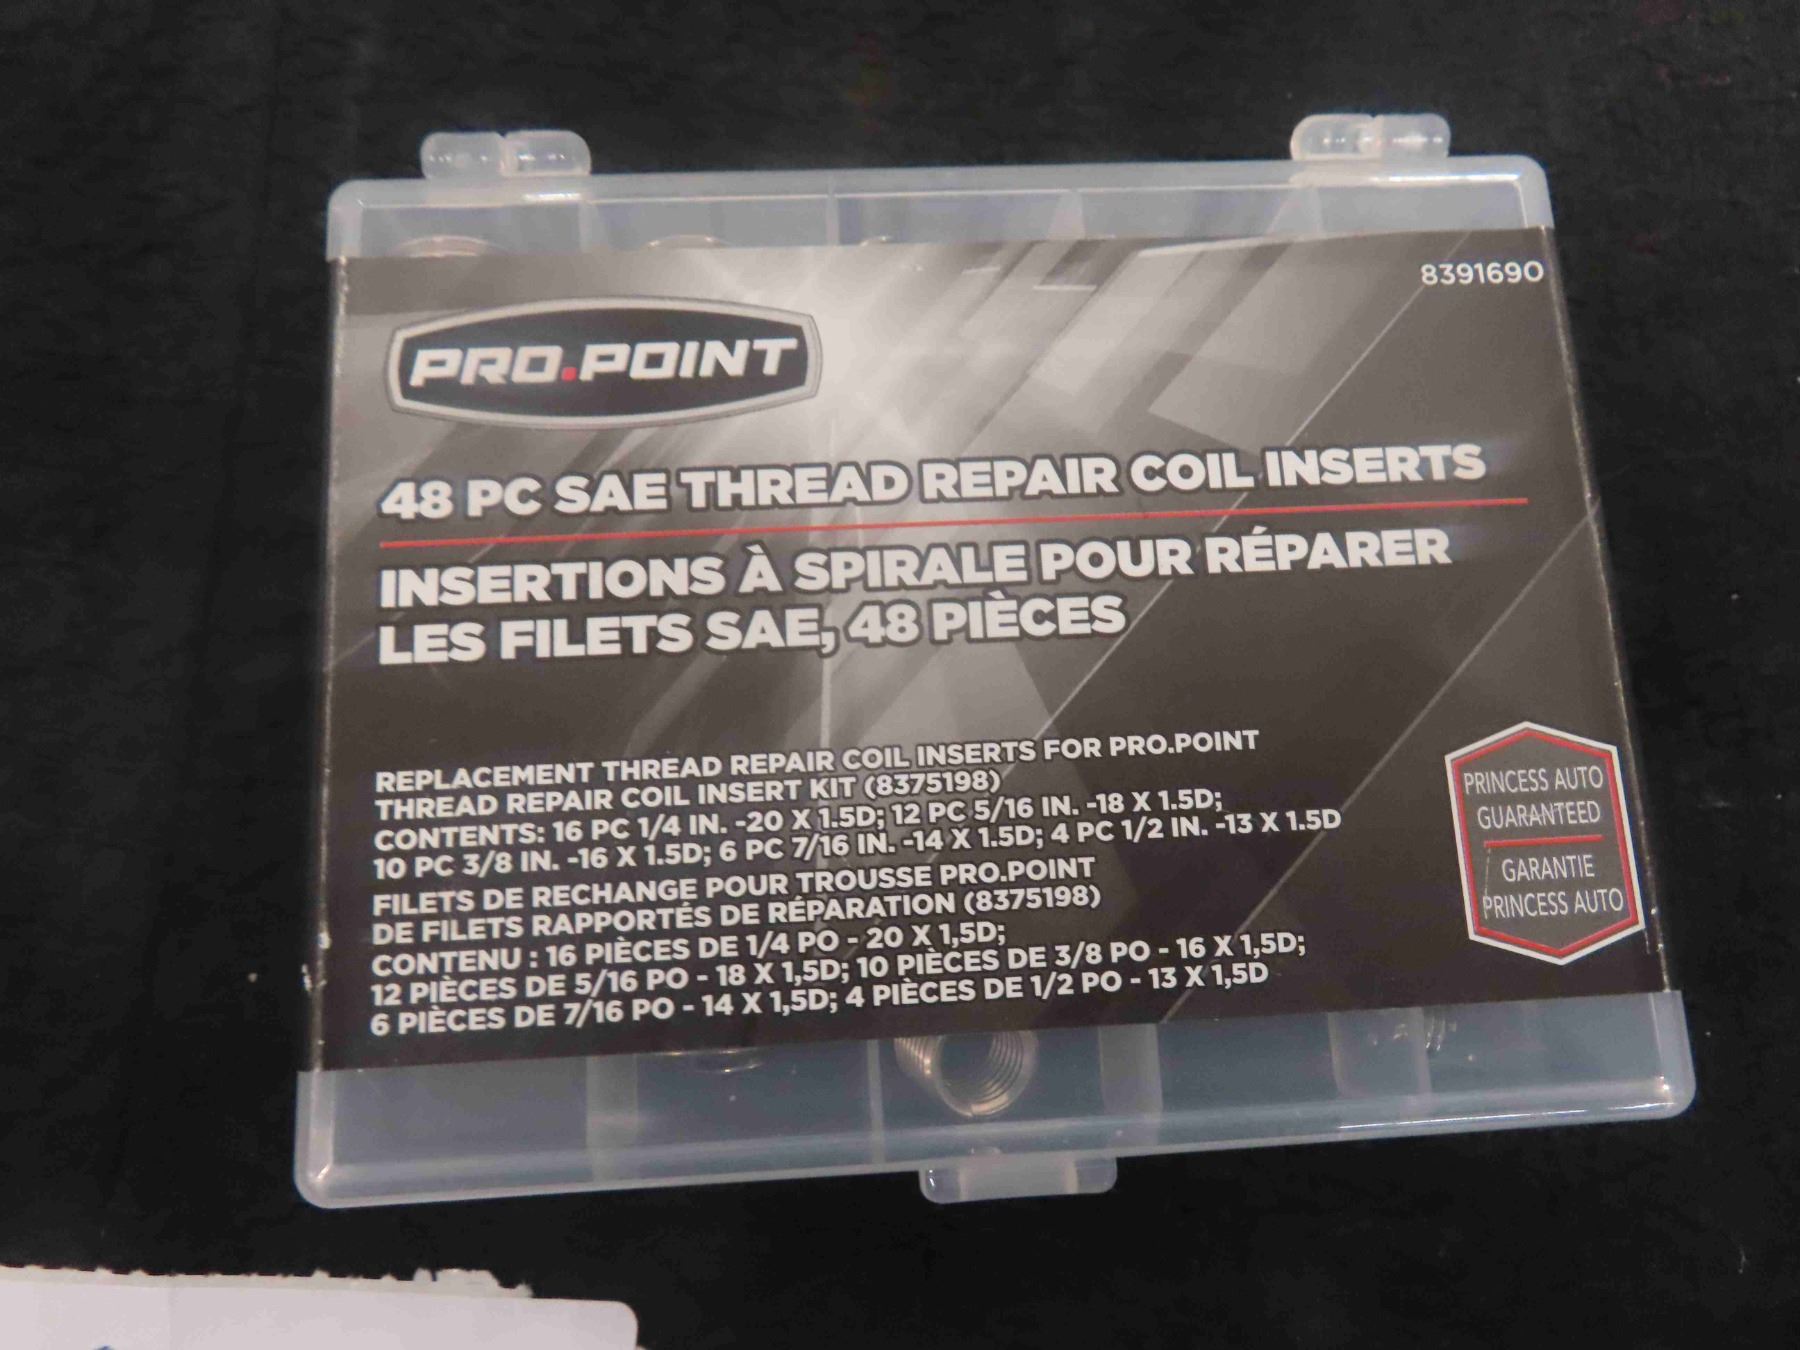 8391690
PRO.POINT
48 PC SAE THREAD REPAIR COIL INSERTS
INSERTIONS À SPIRALE POUR RÉPARER
LES FILETS SAE, 48 PIÈCES
REPLACEMENT THREAD REPAIR COIL INSERTS FOR PRO.POINT
THREAD REPAIR COIL INSERT KIT (8375198)
CONTENTS: 16 PC 1/4 IN. -20 X 1.5D; 12 PC 5/16 IN. -18 X 1.5D;
10 PC 3/8 IN. -16 X 1.5D; 6 PC 7/16 IN. -14 X 1.5D; 4 PC 1/2 IN. -13 X 1.5D
FILETS DE RECHANGE POUR TROUSSE PRO.POINT
DE FILETS RAPPORTÉS DE RÉPARATION (8375198)
CONTENU : 16 PIÈCES DE 1/4 PO - 20 X 1,5D;
12 PIÈCES DE 5/16 PO - 18 X 1,5D; 10 PIÈCES DE 3/8 PO - 16 X 1,5D;
6 PIÈCES DE 7/16 PO - 14 X 1,5D; 4 PIÈCES DE 1/2 PO - 13 X 1,5D
PRINCESS AUTO
GUARANTEED
GARANTIE
PRINCESS AUTO